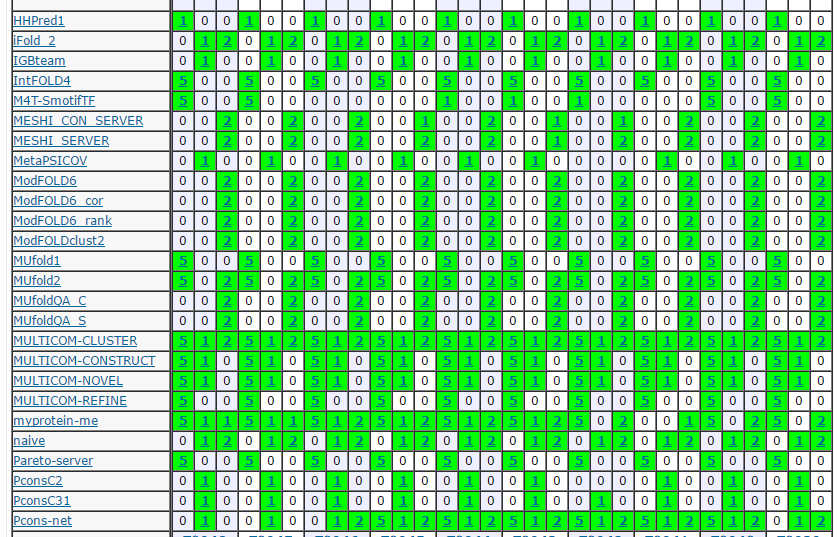 HHPred1 1 0 0 1 0 0 1 0 0 1 0 0 1 0 0 1 0 0 1 0 0 1 0 0 1 0 0 1 0 0
iFold_2 0 1 2 0 1 2 0 1 2 0 1 2 0 1 2 0 1 2 0 1 2 0 1 2 0 1 2 0 1 2
IGBteam 0 1 0 0 1 0 0 1 0 0 1 0 0 1 0 0 1 0 0 1 0 0 1 0 0 1 0 0 1 0
IntFOLD4 5 0 0 5 0 0 5 0 0 5 0 0 5 0 0 5 0 0 5 0 0 5 0 0 5 0 0 5 0 0
M4T-SmotifTF 5 0 0 5 0 0 0 0 0 0 0 0 1 0 0 1 0 0 1 0 0 0 0 0 5 0 0 5 0 0
MESHI_CON_SERVER 0 0 2 0 0 2 0 0 2 0 0 1 0 0 2 0 0 1 0 0 1 0 0 2 0 0 2 0 0 2
MESHI_SERVER 0 0 2 0 0 2 0 0 2 0 0 2 0 0 2 0 0 1 0 0 2 0 0 2 0 0 2 0 0 2
MetaPSICOV 0 1 0 0 1 0 0 1 0 0 1 0 0 1 0 0 1 0 0 0 0 0 1 0 0 1 0 0 1 0
ModFOLD6 0 0 2 0 0 2 0 0 2 0 0 2 0 0 2 0 0 2 0 0 2 0 0 2 0 0 2 0 0 2
ModFOLD6_cor 0 0 2 0 0 2 0 0 2 0 0 2 0 0 2 0 0 2 0 0 2 0 0 2 0 0 2 0 0 2
ModFOLD6_rank 0 0 2 0 0 2 0 0 2 0 0 2 0 0 2 0 0 2 0 0 2 0 0 2 0 0 2 0 0 2
ModFOLDclust2 0 0 2 0 0 2 0 0 2 0 0 2 0 0 2 0 0 2 0 0 2 0 0 2 0 0 2 0 0 2
MUfold1 5 0 0 5 0 0 5 0 0 5 0 0 5 0 0 5 0 0 5 0 0 5 0 0 5 0 0 5 0 0
MUfold2 5 0 2 5 0 2 5 0 2 5 0 2 5 0 2 5 0 2 5 0 2 5 0 2 5 0 2 5 0 2
MUfoldQA_C 0 0 2 0 0 2 0 0 2 0 0 2 0 0 2 0 0 2 0 0 2 0 0 2 0 0 2 0 0 2
MUfoldQA_S 0 0 2 0 0 2 0 0 2 0 0 2 0 0 2 0 0 2 0 0 2 0 0 2 0 0 2 0 0 2
MULTICOM-CLUSTER 5 1 2 5 1 2 5 1 2 5 1 2 5 1 2 5 1 2 5 1 2 5 1 2 5 1 2 5 1 2
MULTICOM-CONSTRUCT 5 1 0 5 1 0 5 1 0 5 1 0 5 1 0 5 1 0 5 1 0 5 1 0 5 1 0 5 1 0
MULTICOM-NOVEL 5 1 0 5 1 0 5 1 0 5 1 0 5 1 0 5 1 0 5 1 0 5 1 0 5 1 0 5 1 0
MULTICOM-REFINE 5 0 0 5 0 0 5 0 0 5 0 0 5 0 0 5 0 0 5 0 0 5 0 0 5 0 0 5 0 0
myprotein-me 5 1 1 5 1 1 5 1 2 5 1 2 5 1 2 5 1 2 5 0 2 0 0 1 5 0 2 5 0 2
naive 0 1 2 0 1 2 0 1 2 0 1 2 0 1 2 0 1 2 0 1 2 0 1 2 0 1 2 0 1 2
Pareto-server 5 0 0 5 0 0 5 0 0 5 0 0 5 0 0 5 0 0 5 0 0 5 0 0 5 0 0 5 0 0
PconsC2 0 1 0 0 1 0 0 1 0 0 1 0 0 1 0 0 1 0 0 0 0 0 1 0 0 1 0 0 1 0
PconsC31 0 1 0 0 1 0 0 1 0 0 1 0 0 1 0 0 1 0 0 1 0 0 1 0 0 1 0 0 1 0
Pcons-net 0 1 0 0 1 0 0 1 2 5 1 2 5 1 2 5 1 2 5 1 2 5 1 2 5 1 2 0 1 2